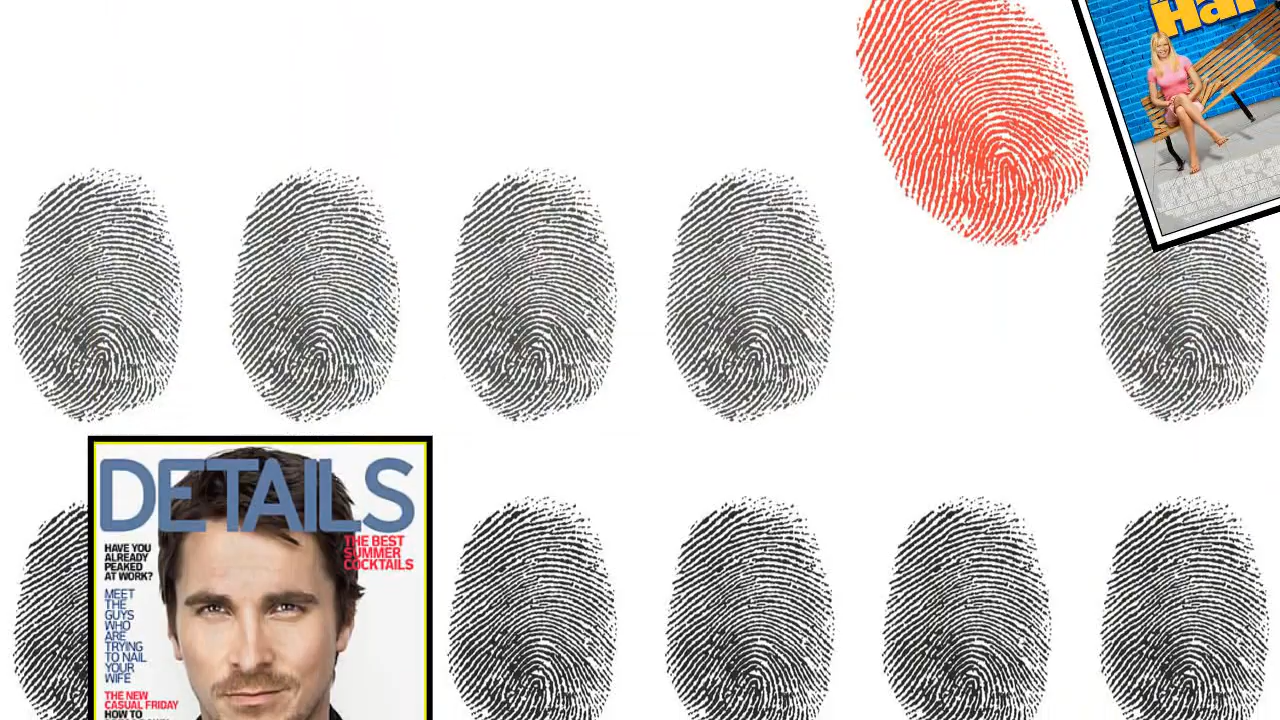 Hal
DETAILS
THE BEST
SUMMER
COCKTAILS
HAVE YOU
ALREADY
PEAKED
AT WORK?
MEET
THE
GUYS
WHO
ARE
TRYING
TO NAIL
YOUR
WIFE
THE NEW
CASUAL FRIDAY
HOW TO